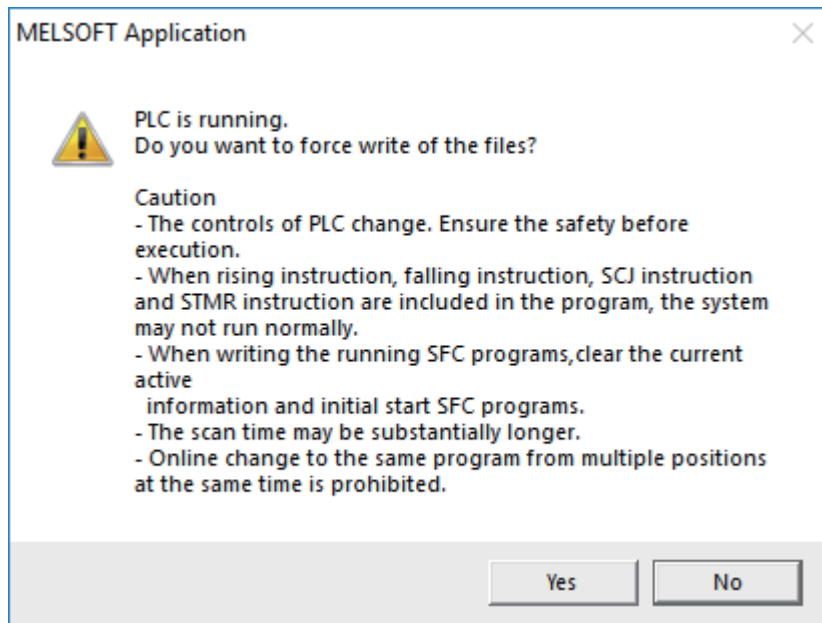 MELSOFT Application
PLC is running.
Do you want to force write of the files?
Caution
- The controls of PLC change. Ensure the safety before
execution.
- When rising instruction, falling instruction, SCJ instruction
and STMR instruction are included in the program, the system
may not run normally.
- When writing the running SFC programs,clear the current
active
information and initial start SFC programs.
- The scan time may be substantially longer.
- Online change to the same program from multiple positions
at the same time is prohibited.
Yes
No